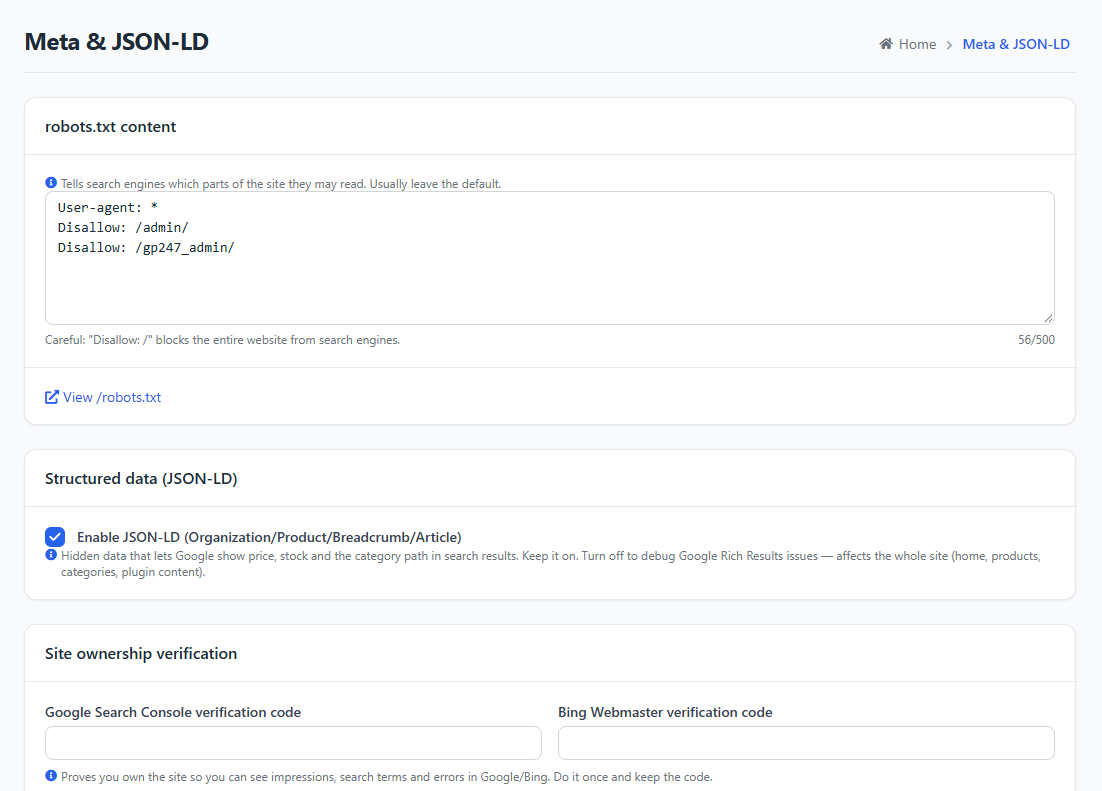 Meta & JSON-LD
Home > Meta & JSON-LD
robots.txt content
Tells search engines which parts of the site they may read. Usually leave the default.
User-agent: *
Disallow: /admin/
Disallow: /gp247_admin/
Careful: "Disallow: /" blocks the entire website from search engines.
56/500
View /robots.txt
Structured data (JSON-LD)
Enable JSON-LD (Organization/Product/Breadcrumb/Article)
Hidden data that lets Google show price, stock and the category path in search results. Keep it on. Turn off to debug Google Rich Results issues — affects the whole site (home, products,
categories, plugin content).
Site ownership verification
Google Search Console verification code
Bing Webmaster verification code
Proves you own the site so you can see impressions, search terms and errors in Google/Bing. Do it once and keep the code.